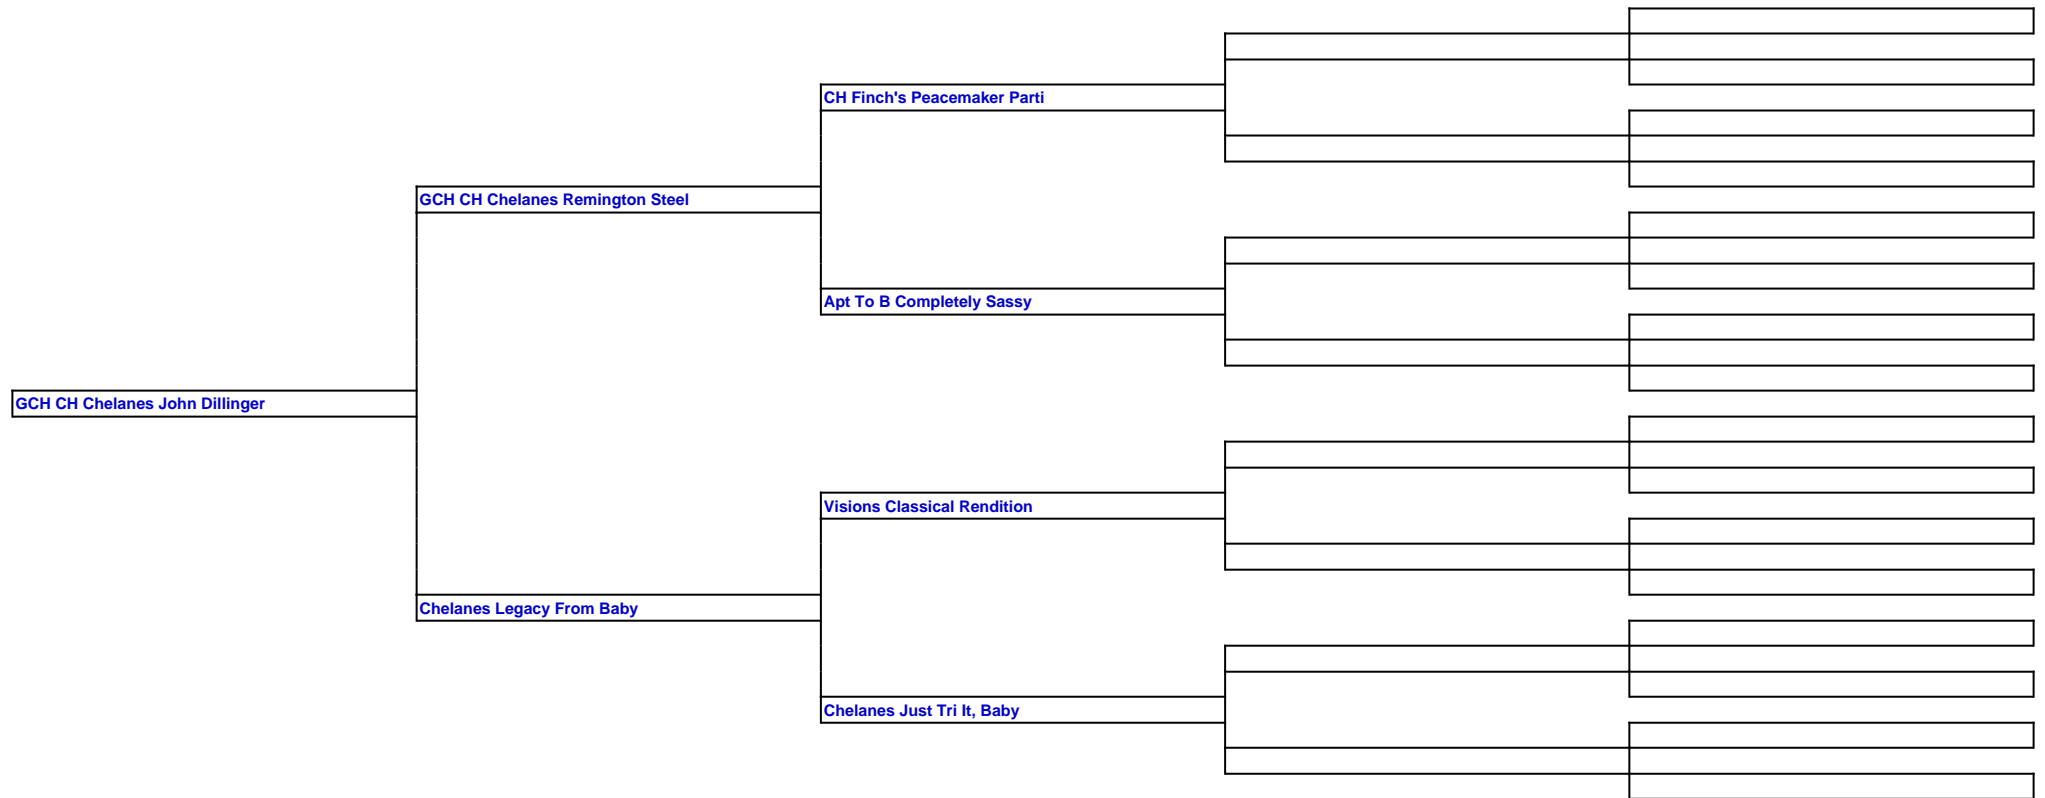 CH Finch's Peacemaker Parti
GCH CH Chelanes Remington Steel
Apt To B Completely Sassy
GCH CH Chelanes John Dillinger
Visions Classical Rendition
Chelanes Legacy From Baby
Chelanes Just Tri It, Baby